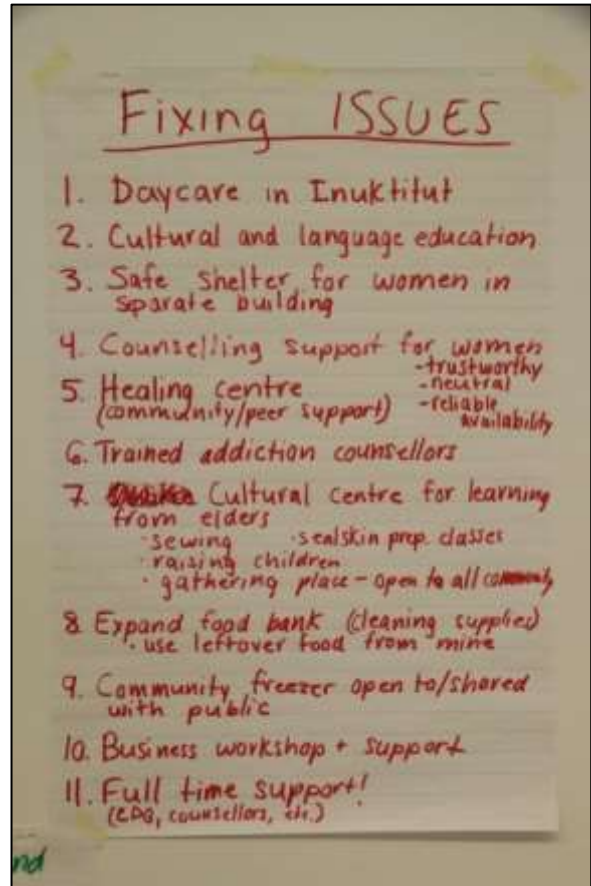 Fixing ISSUES
1. Daycare in Inuktitut
2. Cultural and language education
3. Safe shelter for women in
sparate building
4. Counselling support for women
-trustworthy
-neutral
-reliable
availability
5. Healing centre
(community/peer support)
6. Trained addiction counsellors
7. Cultural centre for learning
from elders
·sewing ·sealskin prep. classes
·raising children
·gathering place - open to all
8. Expand food bank (cleaning supplies)
·use leftover food from mine
9. Community freezer open to/shared
with public
10. Business workshop + support
11. Full time support!
(CDO, counsellors, etc.)
nd